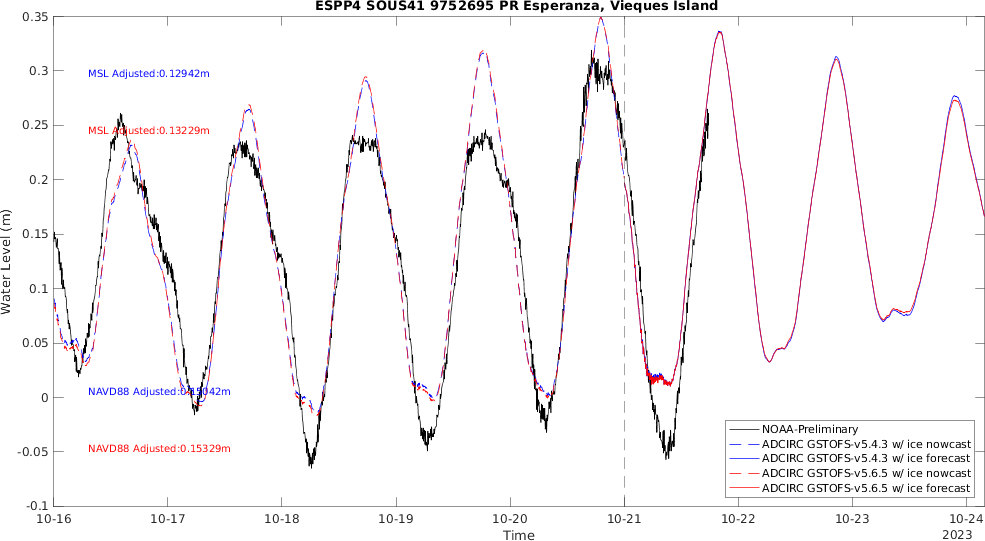 ESPP4 SOUS41 9752695 PR Esperanza, Vieques Island
0.35
0.3
0.25
0.2
0.15
0.1
0.05
0
-0.05
-0.1
Water Level (m)
MSL Adjusted:0.12942m
MSL Adjusted:0.13229m
NAVD88 Adjusted:0.15042m
NAVD88 Adjusted:0.15329m
NOAA-Preliminary
ADCIRC GSTOFS-v5.4.3 w/ ice nowcast
ADCIRC GSTOFS-v5.4.3 w/ ice forecast
ADCIRC GSTOFS-v5.6.5 w/ ice nowcast
ADCIRC GSTOFS-v5.6.5 w/ ice forecast
10-16 10-17 10-18 10-19 10-20 10-21 10-22 10-23 10-24
Time
2023